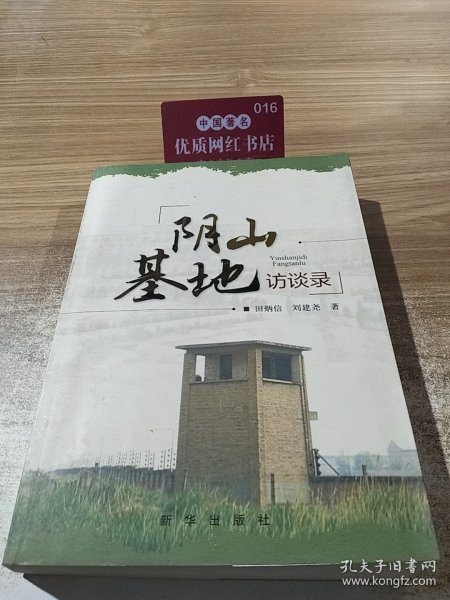 016
中国著名
优质网红书店
阴山
Yinshanjidi
Fangtanlu
基地 访谈录
■ 田炳信 刘建尧 著
新华出版社
孔夫子旧书网
www.kongfz.com